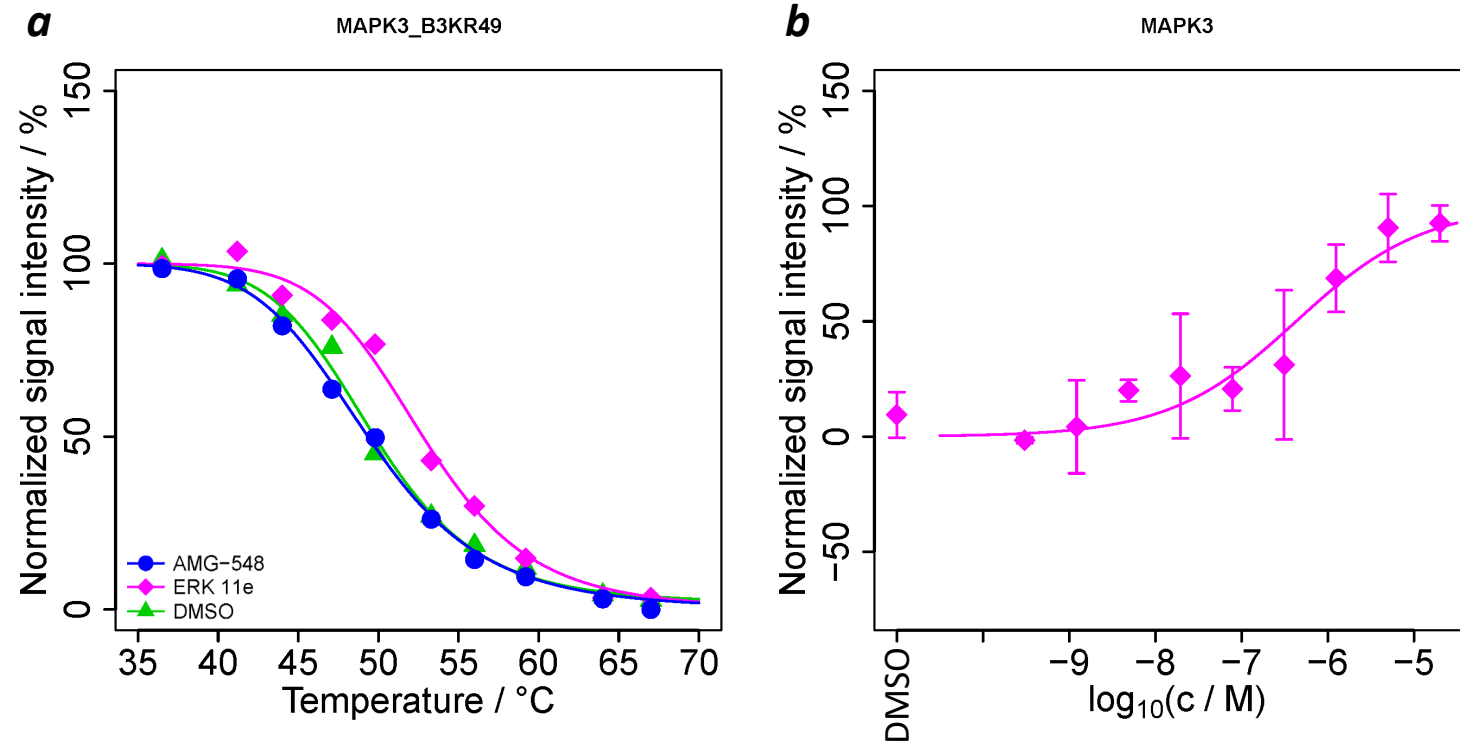 a
MAPK3_B3KR49
Normalized signal intensity / %
150
100
50
0
AMG−548
ERK 11e
DMSO
35 40 45 50 55 60 65 70
Temperature / °C
b
MAPK3
Normalized signal intensity / %
150
100
50
0
−50
DMSO −9 −8 −7 −6 −5
log₁₀(c / M)